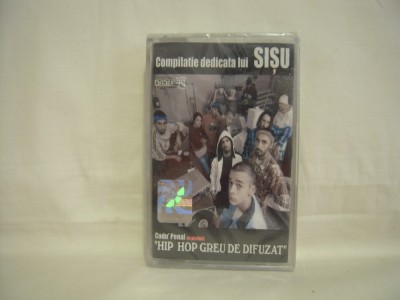 Compilatie dedicata lui SIȘU
Codu' Penal
"HIP HOP GREU DE DIFUZAT"